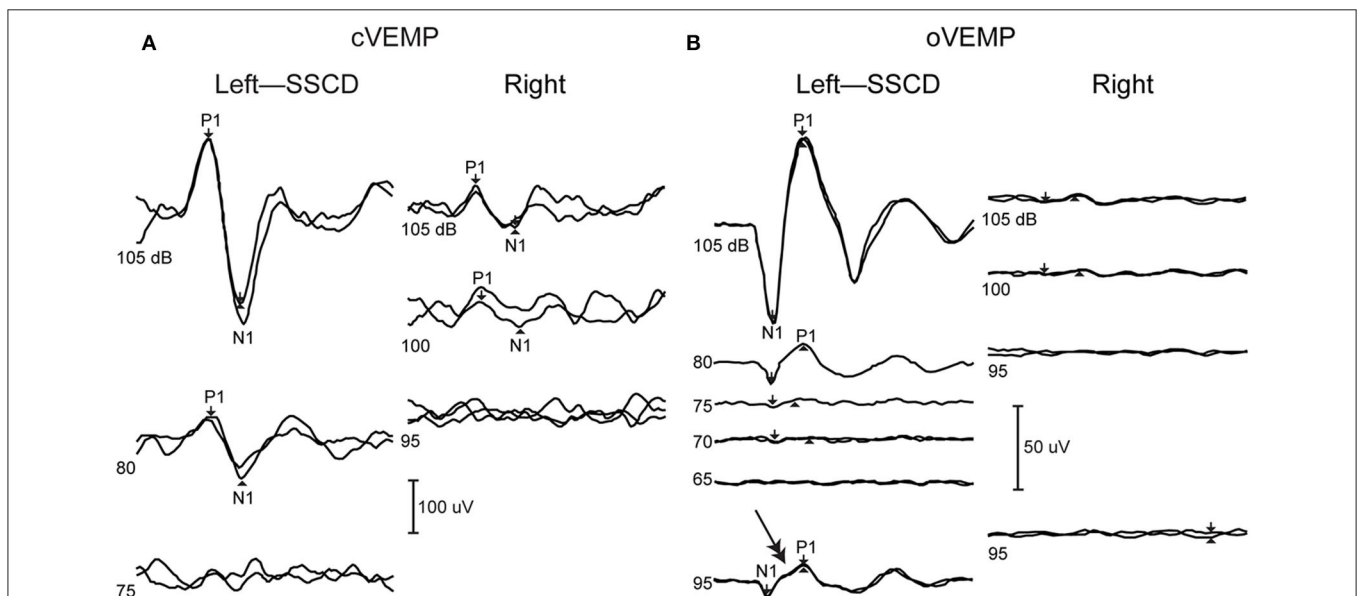 A cVEMP
Left—SSCD Right
P1
105 dB
N1
P1
80
N1
75
P1
105 dB
N1
P1
100
N1
95
100 uV
B oVEMP
Left—SSCD Right
P1
105 dB
N1
P1
80
75
70
65
P1
N1
95
105 dB
100
95
50 uV
95